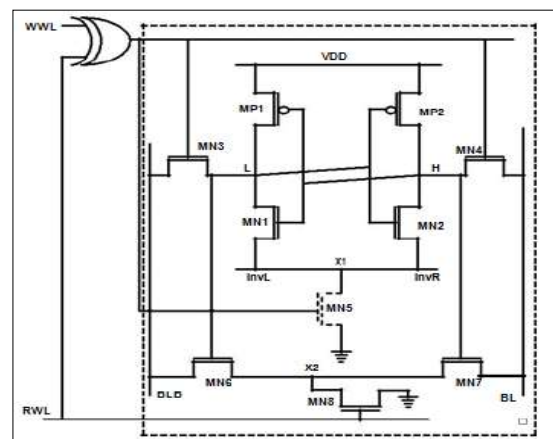 WWL
VDD
MP1
MP2
MN3
MN4
L
H
MN1
MN2
X1
InvL
InvR
MN5
X2
MN6
MN7
BLB
BL
MN8
RWL